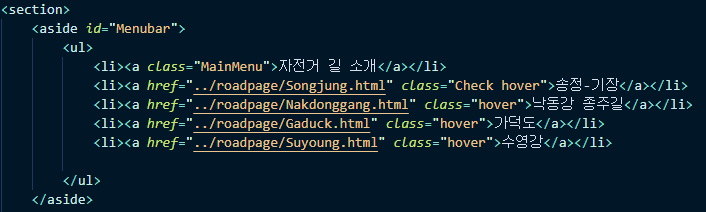 <section>
<aside id="Menubar">
<ul>
<li><a class="MainMenu">자전거 길 소개</a></li>
<li><a href="../roadpage/Songjung.html" class="Check hover">송정-기장</a></li>
<li><a href="../roadpage/Nakdonggang.html" class="hover">낙동강 종주길</a></li>
<li><a href="../roadpage/Gaduck.html" class="hover">가덕도</a></li>
<li><a href="../roadpage/Suyoung.html" class="hover">수영강</a></li>
</ul>
</aside>